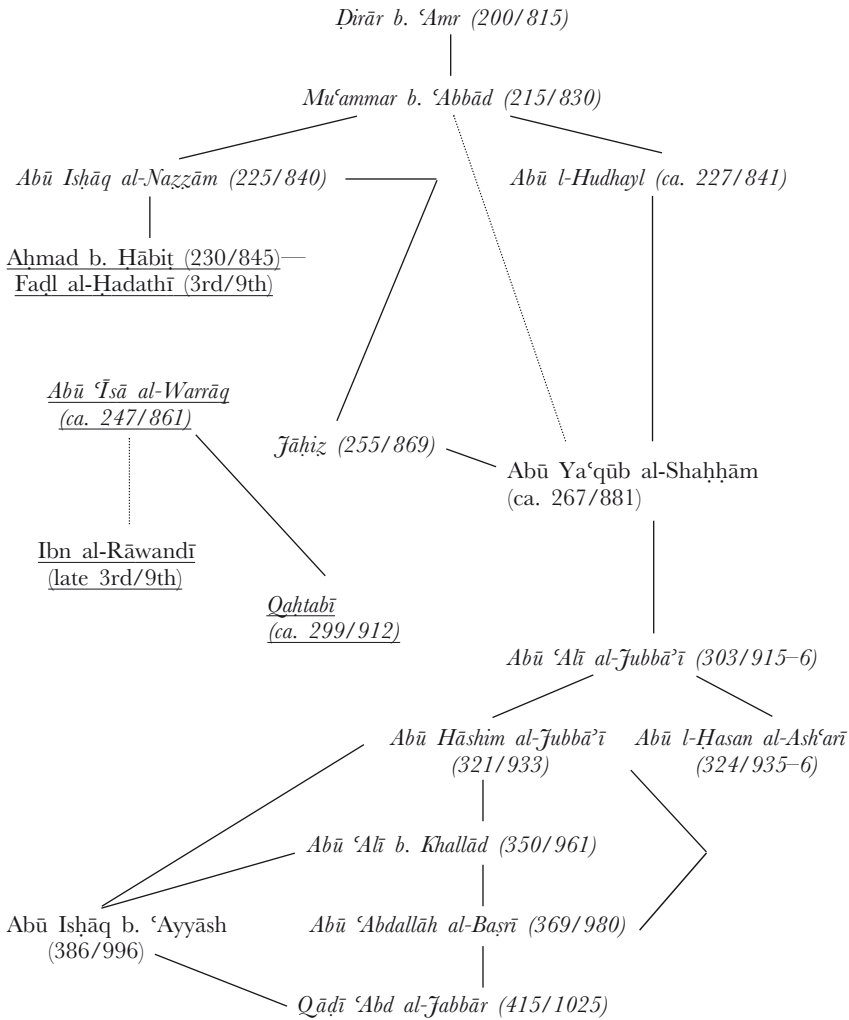 Ḍirār b. ʿAmr (200/815)
Muʿammar b. ʿAbbād (215/830)
Abū Isḥāq al-Naẓẓām (225/840)
Abū l-Hudhayl (ca. 227/841)
Aḥmad b. Ḥābiṭ (230/845)—
Faḍl al-Ḥadathī (3rd/9th)
Abū ʿĪsā al-Warrāq
(ca. 247/861)
Jāḥiẓ (255/869)
Abū Yaʿqūb al-Shaḥḥām
(ca. 267/881)
Ibn al-Rāwandī
(late 3rd/9th)
Qaḥtabī
(ca. 299/912)
Abū ʿAlī al-Jubbāʾī (303/915–6)
Abū Hāshim al-Jubbāʾī
(321/933)
Abū l-Ḥasan al-Ashʿarī
(324/935–6)
Abū ʿAlī b. Khallād (350/961)
Abū Isḥāq b. ʿAyyāsh
(386/996)
Abū ʿAbdallāh al-Baṣrī (369/980)
Qāḍī ʿAbd al-Jabbār (415/1025)